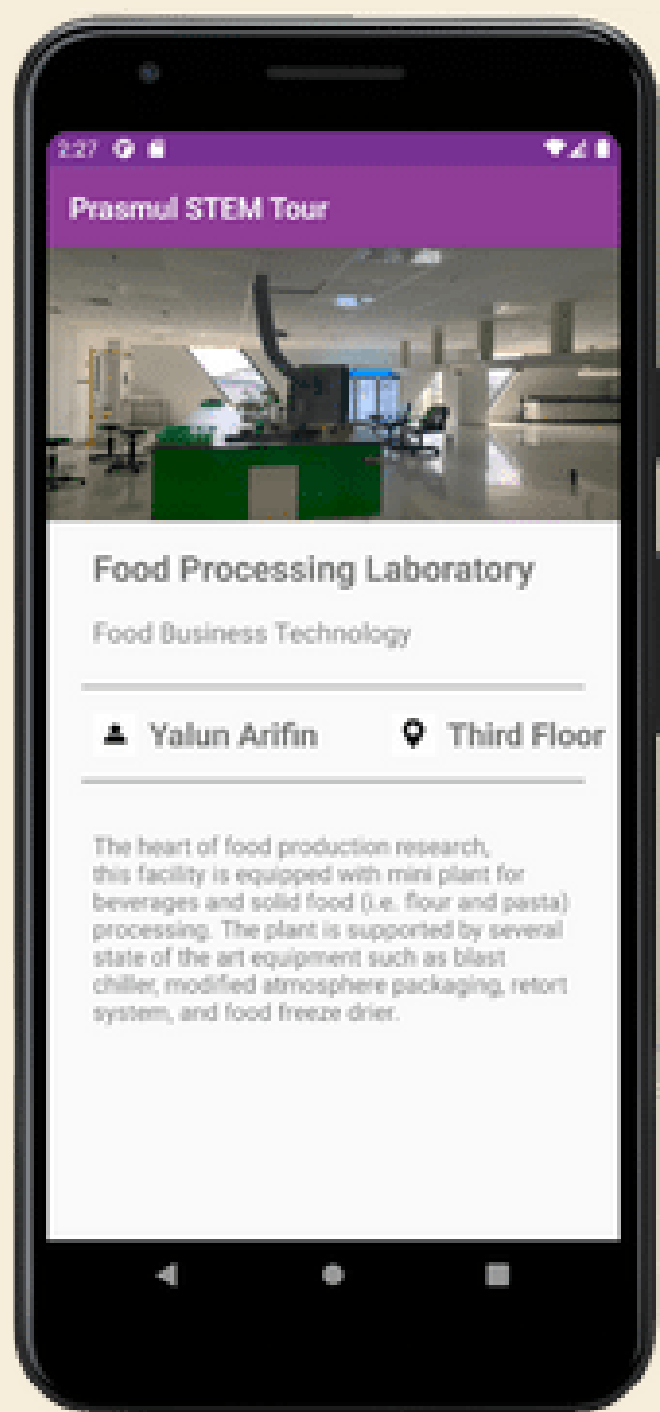 2:27
Prasmul STEM Tour
Food Processing Laboratory
Food Business Technology
Yalun Arifin
Third Floor
The heart of food production research,
this facility is equipped with mini plant for
beverages and solid food (i.e. flour and pasta)
processing. The plant is supported by several
state of the art equipment such as blast
chiller, modified atmosphere packaging, retort
system, and food freeze drier.